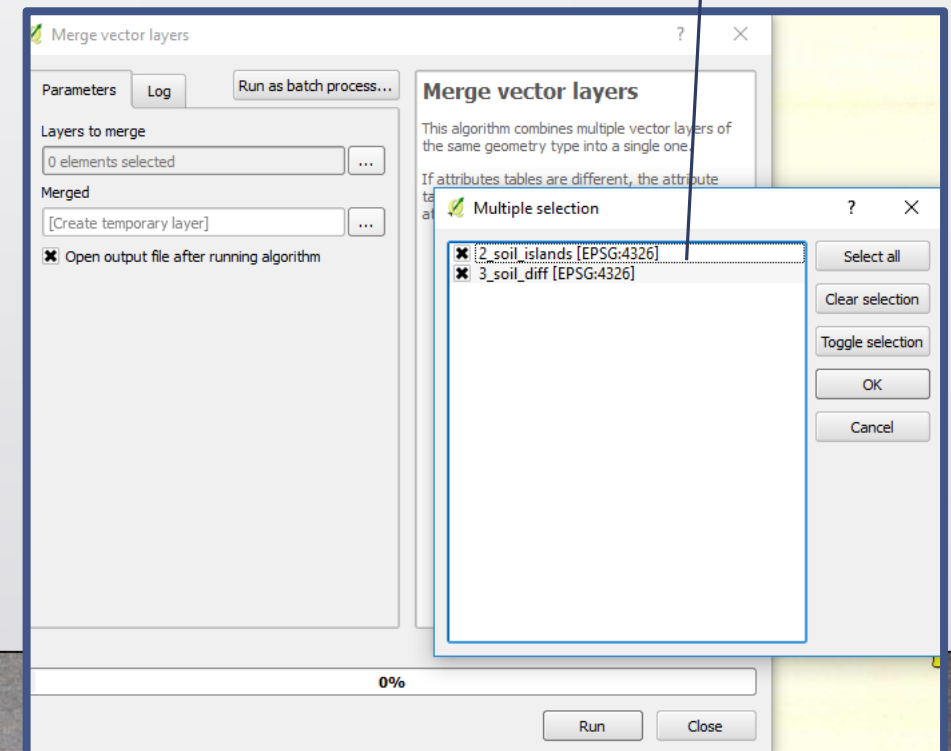 Merge vector layers
?
Parameters
Log
Run as batch process...
Layers to merge
0 elements selected
...
Merged
[Create temporary layer]
...
Open output file after running algorithm
Merge vector layers
This algorithm combines multiple vector layers of
the same geometry type into a single one.
If attributes tables are different, the attribute
Multiple selection
?
2_soil_islands [EPSG:4326]
3_soil_diff [EPSG:4326]
Select all
Clear selection
Toggle selection
OK
Cancel
0%
Run
Close